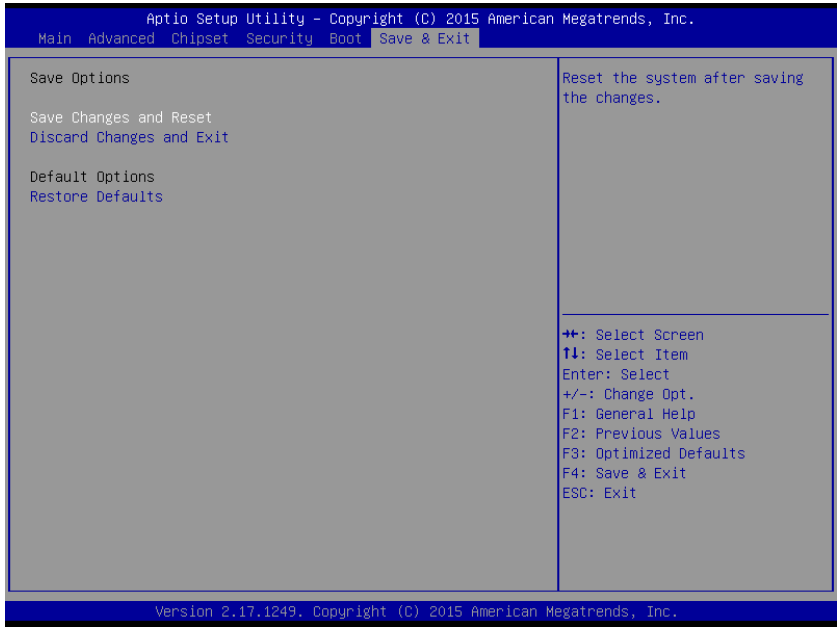 Aptio Setup Utility – Copyright (C) 2015 American Megatrends, Inc.
Main Advanced Chipset Security Boot Save & Exit
Save Options
Save Changes and Reset
Discard Changes and Exit
Default Options
Restore Defaults
Reset the system after saving
the changes.
→←: Select Screen
↑↓: Select Item
Enter: Select
+/-: Change Opt.
F1: General Help
F2: Previous Values
F3: Optimized Defaults
F4: Save & Exit
ESC: Exit
Version 2.17.1249. Copyright (C) 2015 American Megatrends, Inc.